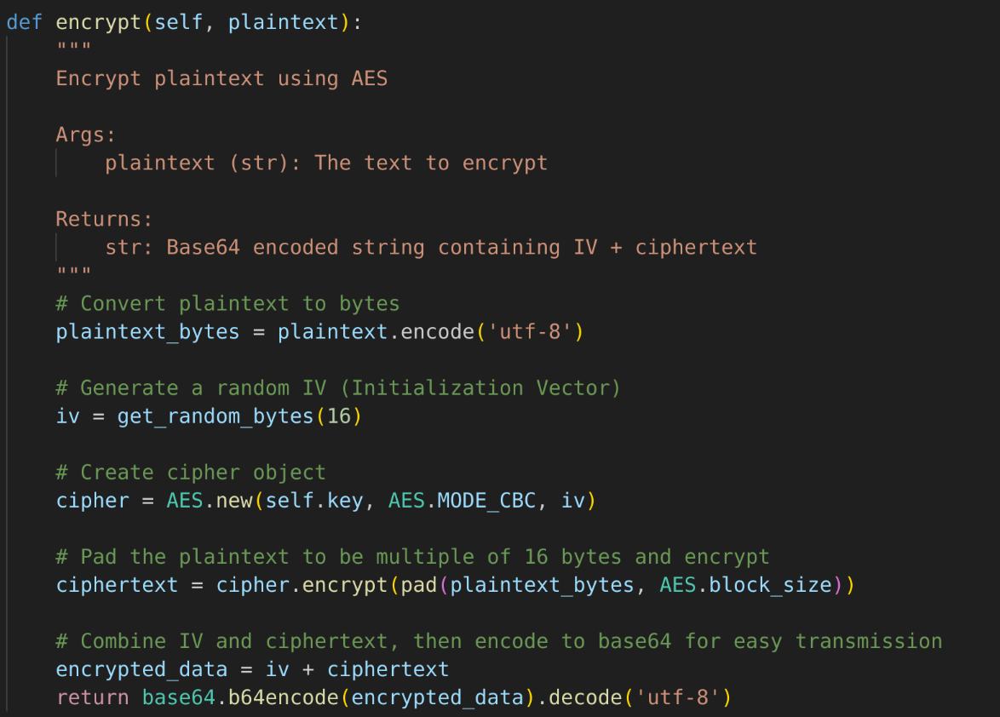 def encrypt(self, plaintext):
    """
    Encrypt plaintext using AES

    Args:
        plaintext (str): The text to encrypt

    Returns:
        str: Base64 encoded string containing IV + ciphertext
    """
    # Convert plaintext to bytes
    plaintext_bytes = plaintext.encode('utf-8')

    # Generate a random IV (Initialization Vector)
    iv = get_random_bytes(16)

    # Create cipher object
    cipher = AES.new(self.key, AES.MODE_CBC, iv)

    # Pad the plaintext to be multiple of 16 bytes and encrypt
    ciphertext = cipher.encrypt(pad(plaintext_bytes, AES.block_size))

    # Combine IV and ciphertext, then encode to base64 for easy transmission
    encrypted_data = iv + ciphertext
    return base64.b64encode(encrypted_data).decode('utf-8')